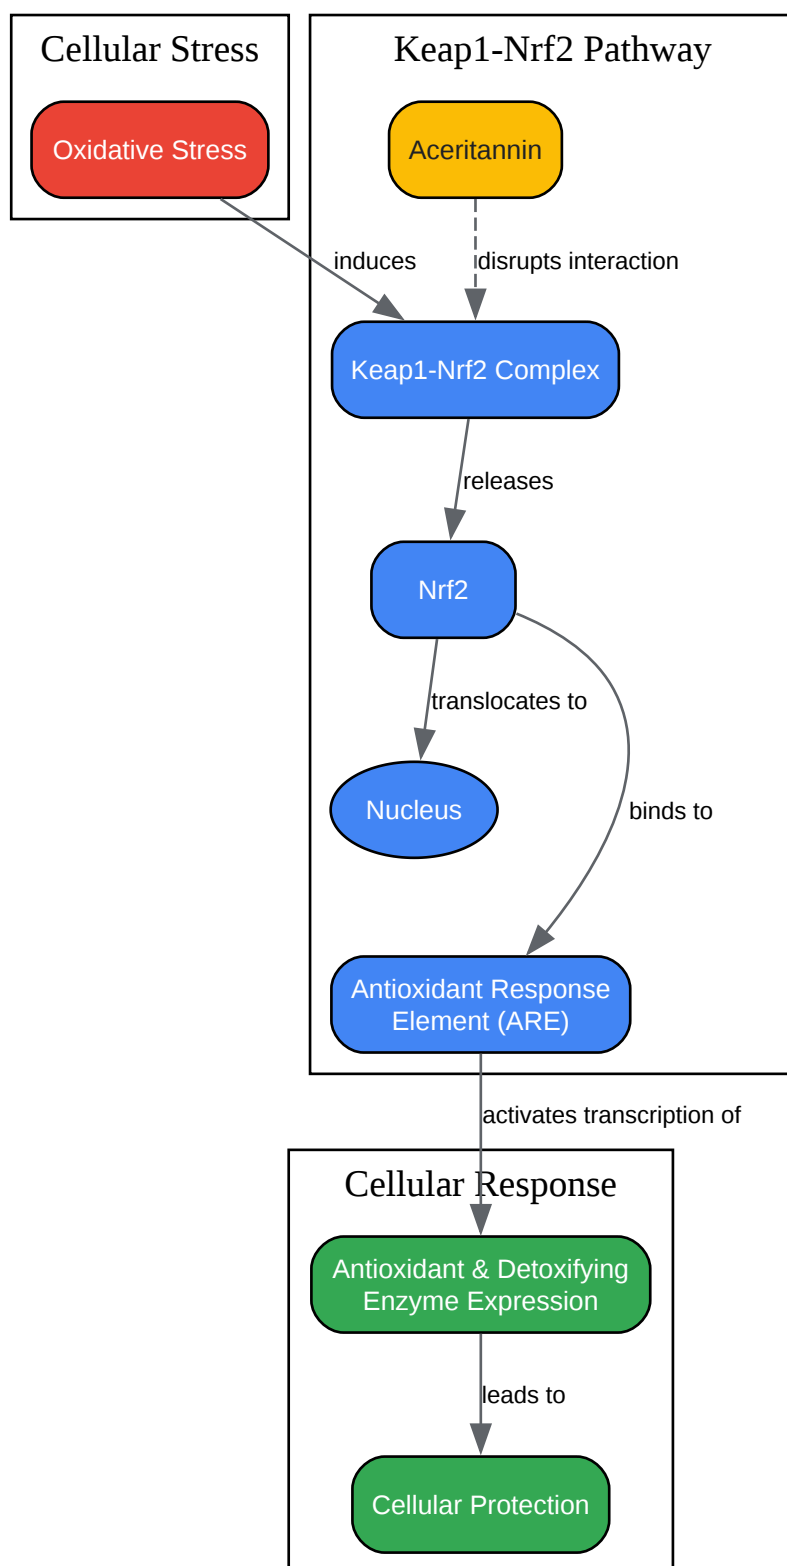 Cellular Stress
Keap1-Nrf2 Pathway
Oxidative Stress
Aceritannin
induces
disrupts interaction
Keap1-Nrf2 Complex
releases
Nrf2
translocates to
Nucleus
binds to
Antioxidant Response
Element (ARE)
activates transcription of
Cellular Response
Antioxidant & Detoxifying
Enzyme Expression
leads to
Cellular Protection